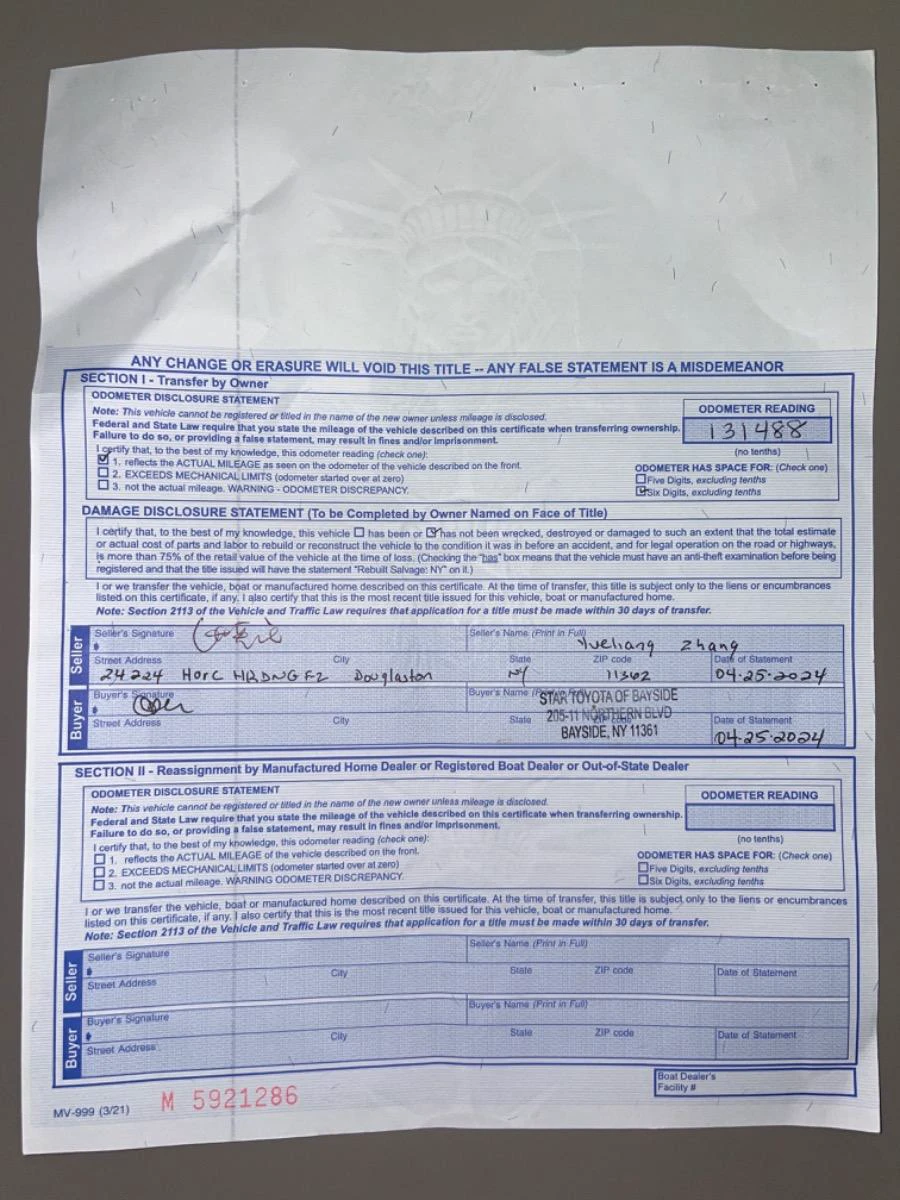 ANY CHANGE OR ERASURE WILL VOID THIS TITLE -- ANY FALSE STATEMENT IS A MISDEMEANOR
SECTION I - Transfer by Owner
ODOMETER DISCLOSURE STATEMENT
Note: This vehicle cannot be registered or titled in the name of the new owner unless mileage is disclosed.
Federal and State Law require that you state the mileage of the vehicle described on this certificate when transferring ownership.
Failure to do so, or providing a false statement, may result in fines and/or imprisonment.
I certify that, to the best of my knowledge, this odometer reading (check one):
1. reflects the ACTUAL MILEAGE as seen on the odometer of the vehicle described on the front.
2. EXCEEDS MECHANICAL LIMITS (odometer started over at zero)
3. not the actual mileage. WARNING - ODOMETER DISCREPANCY.
ODOMETER READING
131488
(no tenths)
ODOMETER HAS SPACE FOR: (Check one)
Five Digits, excluding tenths
Six Digits, excluding tenths
DAMAGE DISCLOSURE STATEMENT (To be Completed by Owner Named on Face of Title)
I certify that, to the best of my knowledge, this vehicle has been or has not been wrecked, destroyed or damaged to such an extent that the total estimate
or actual cost of parts and labor to rebuild or reconstruct the vehicle to the condition it was in before an accident, and for legal operation on the road or highways,
is more than 75% of the retail value of the vehicle at the time of loss. (Checking the "has" box means that the vehicle must have an anti-theft examination before being
registered and that the title issued will have the statement "Rebuilt Salvage: NY" on it.)
I or we transfer the vehicle, boat or manufactured home described on this certificate. At the time of transfer, this title is subject only to the liens or encumbrances
listed on this certificate, if any. I also certify that this is the most recent title issued for this vehicle, boat or manufactured home.
Note: Section 2113 of the Vehicle and Traffic Law requires that application for a title must be made within 30 days of transfer.
Seller
Seller's Signature
Seller's Name (Print in Full)
Zhang
Street Address City State ZIP code Date of Statement
24224 Douglaston NY 11362 04-25-2024
Buyer
Buyer's Signature
Buyer's Name
STAR TOYOTA OF BAYSIDE
205-11 NORTHERN BLVD
BAYSIDE, NY 11361
Street Address City State Date of Statement
04-25-2024
SECTION II - Reassignment by Manufactured Home Dealer or Registered Boat Dealer or Out-of-State Dealer
ODOMETER DISCLOSURE STATEMENT
Note: This vehicle cannot be registered or titled in the name of the new owner unless mileage is disclosed.
Federal and State Law require that you state the mileage of the vehicle described on this certificate when transferring ownership.
Failure to do so, or providing a false statement, may result in fines and/or imprisonment.
I certify that, to the best of my knowledge, this odometer reading (check one):
1. reflects the ACTUAL MILEAGE of the vehicle described on the front.
2. EXCEEDS MECHANICAL LIMITS (odometer started over at zero)
3. not the actual mileage. WARNING ODOMETER DISCREPANCY.
ODOMETER READING
(no tenths)
ODOMETER HAS SPACE FOR: (Check one)
Five Digits, excluding tenths
Six Digits, excluding tenths
I or we transfer the vehicle, boat or manufactured home described on this certificate. At the time of transfer, this title is subject only to the liens or encumbrances
listed on this certificate, if any. I also certify that this is the most recent title issued for this vehicle, boat or manufactured home.
Note: Section 2113 of the Vehicle and Traffic Law requires that application for a title must be made within 30 days of transfer.
Seller
Seller's Signature
Seller's Name (Print in Full)
Street Address City State ZIP code Date of Statement
Buyer
Buyer's Signature
Buyer's Name (Print in Full)
Street Address City State ZIP code Date of Statement
Boat Dealer's
Facility #
MV-999 (3/21)
M 5921286